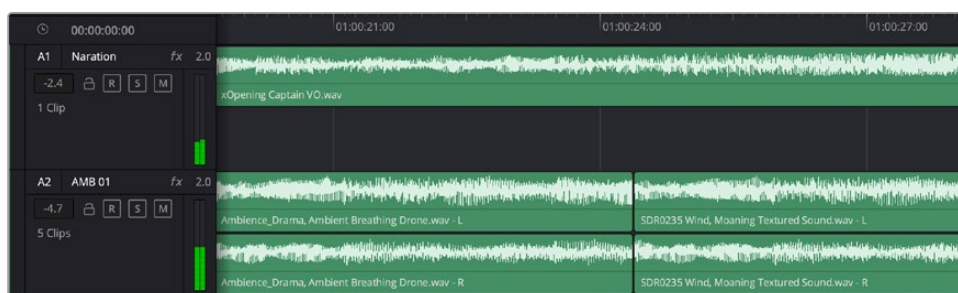 00:00:00:00
01:00:21:00 01:00:24:00 01:00:27:00
A1 Naration fx 2.0
-2.4 R S M
1 Clip
xOpening Captain VO.wav
A2 AMB 01 fx 2.0
-4.7 R S M
5 Clips
Ambience_Drama, Ambient Breathing Drone.wav - L SDR0235 Wind, Moaning Textured Sound.wav - L
Ambience_Drama, Ambient Breathing Drone.wav - R SDR0235 Wind, Moaning Textured Sound.wav - R